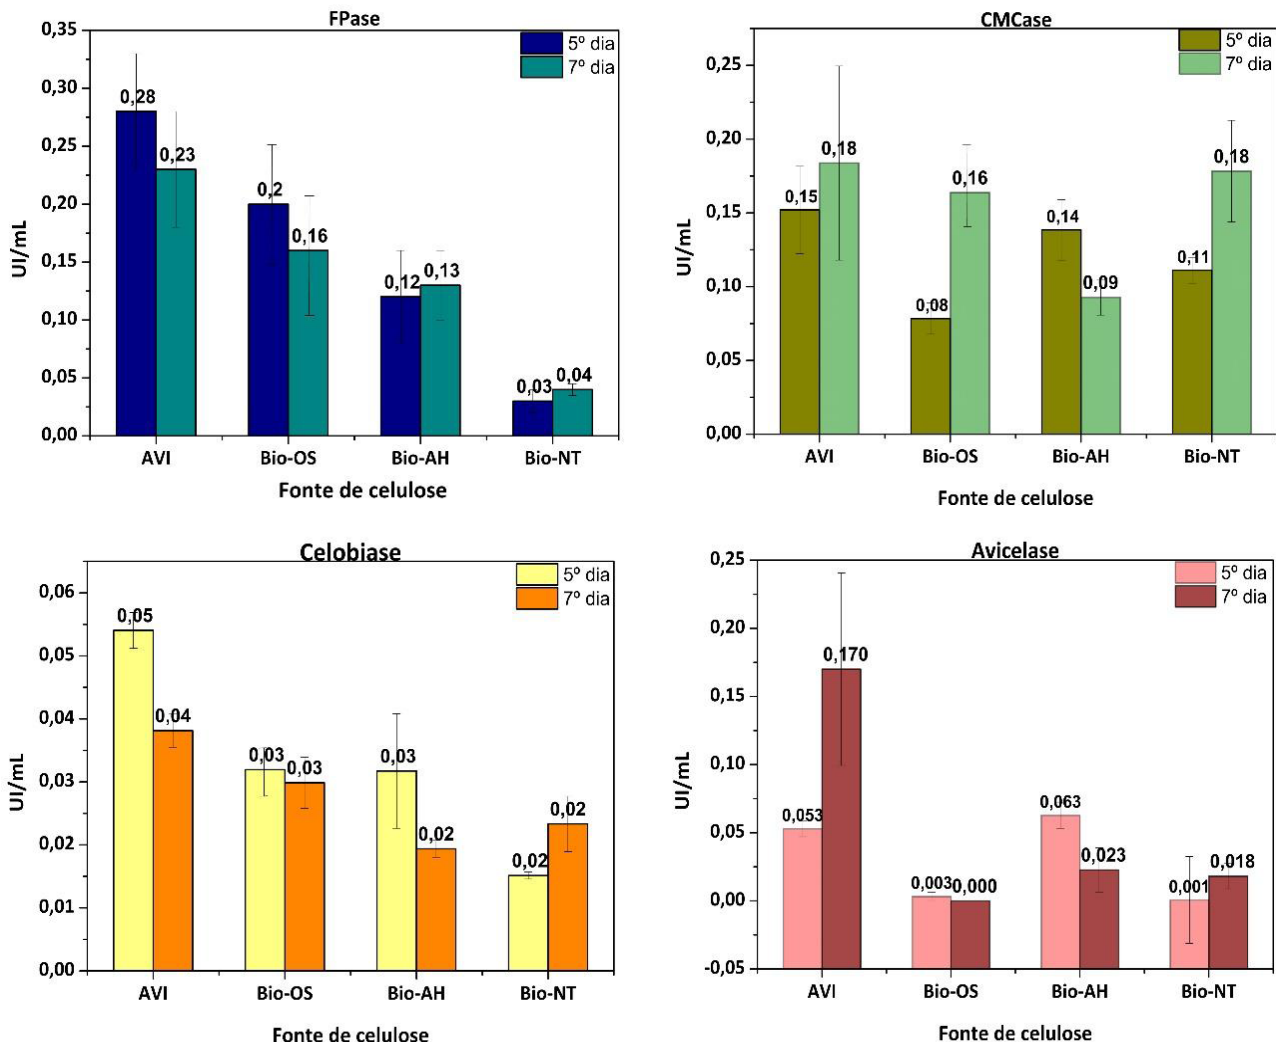 FPase
0,35
0,30
0,25
0,20
0,15
0,10
0,05
0,00
UI/mL
5º dia
7º dia
0,28
0,23
0,2
0,16
0,12
0,13
0,03
0,04
AVI
Bio-OS
Bio-AH
Bio-NT
Fonte de celulose
CMCase
0,25
0,20
0,15
0,10
0,05
0,00
UI/mL
5º dia
7º dia
0,15
0,18
0,08
0,16
0,14
0,09
0,11
0,18
AVI
Bio-OS
Bio-AH
Bio-NT
Fonte de celulose
Celobiase
0,06
0,05
0,04
0,03
0,02
0,01
0,00
UI/mL
5º dia
7º dia
0,05
0,04
0,03
0,03
0,03
0,02
0,02
0,02
AVI
Bio-OS
Bio-AH
Bio-NT
Fonte de celulose
Avicelase
0,25
0,20
0,15
0,10
0,05
0,00
-0,05
UI/mL
5º dia
7º dia
0,053
0,170
0,003
0,000
0,063
0,023
0,001
0,018
AVI
Bio-OS
Bio-AH
Bio-NT
Fonte de celulose